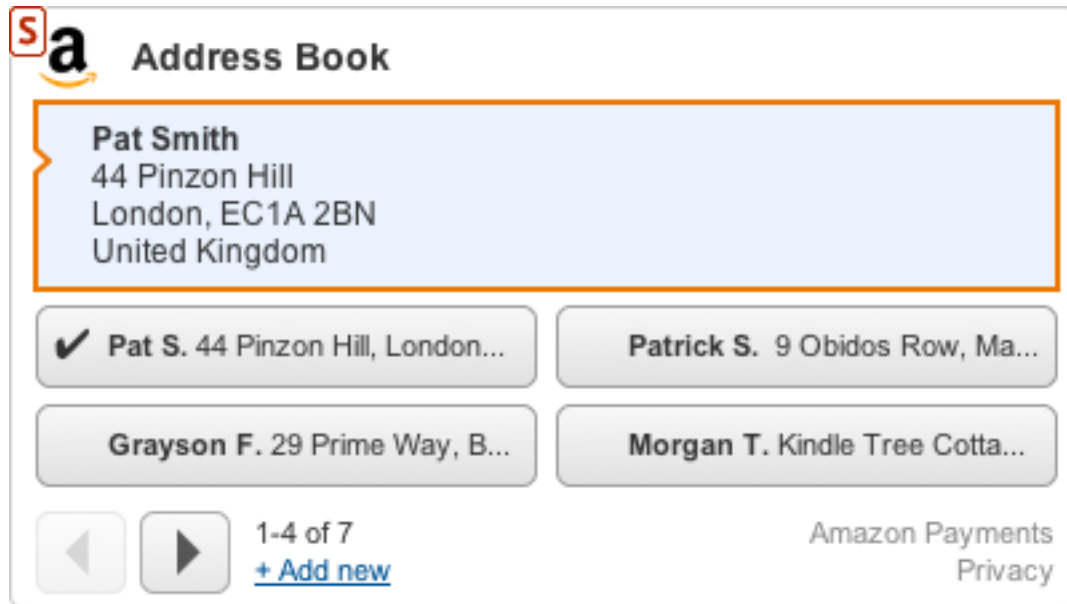 S
a
Address Book
Pat Smith
44 Pinzon Hill
London, EC1A 2BN
United Kingdom
Pat S. 44 Pinzon Hill, London...
Patrick S. 9 Obidos Row, Ma...
Grayson F. 29 Prime Way, B...
Morgan T. Kindle Tree Cotta...
1-4 of 7
+ Add new
Amazon Payments
Privacy